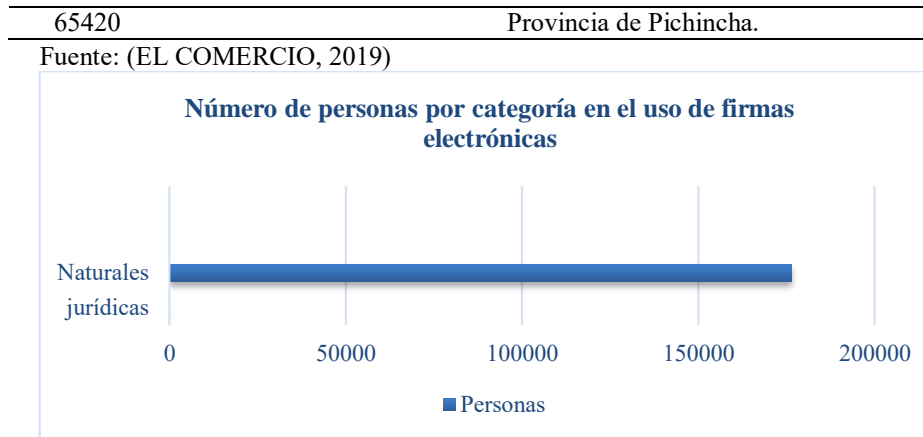 65420 Provincia de Pichincha.
Fuente: (EL COMERCIO, 2019)
Número de personas por categoría en el uso de firmas
electrónicas
Naturales
jurídicas
0 50000 100000 150000 200000
Personas